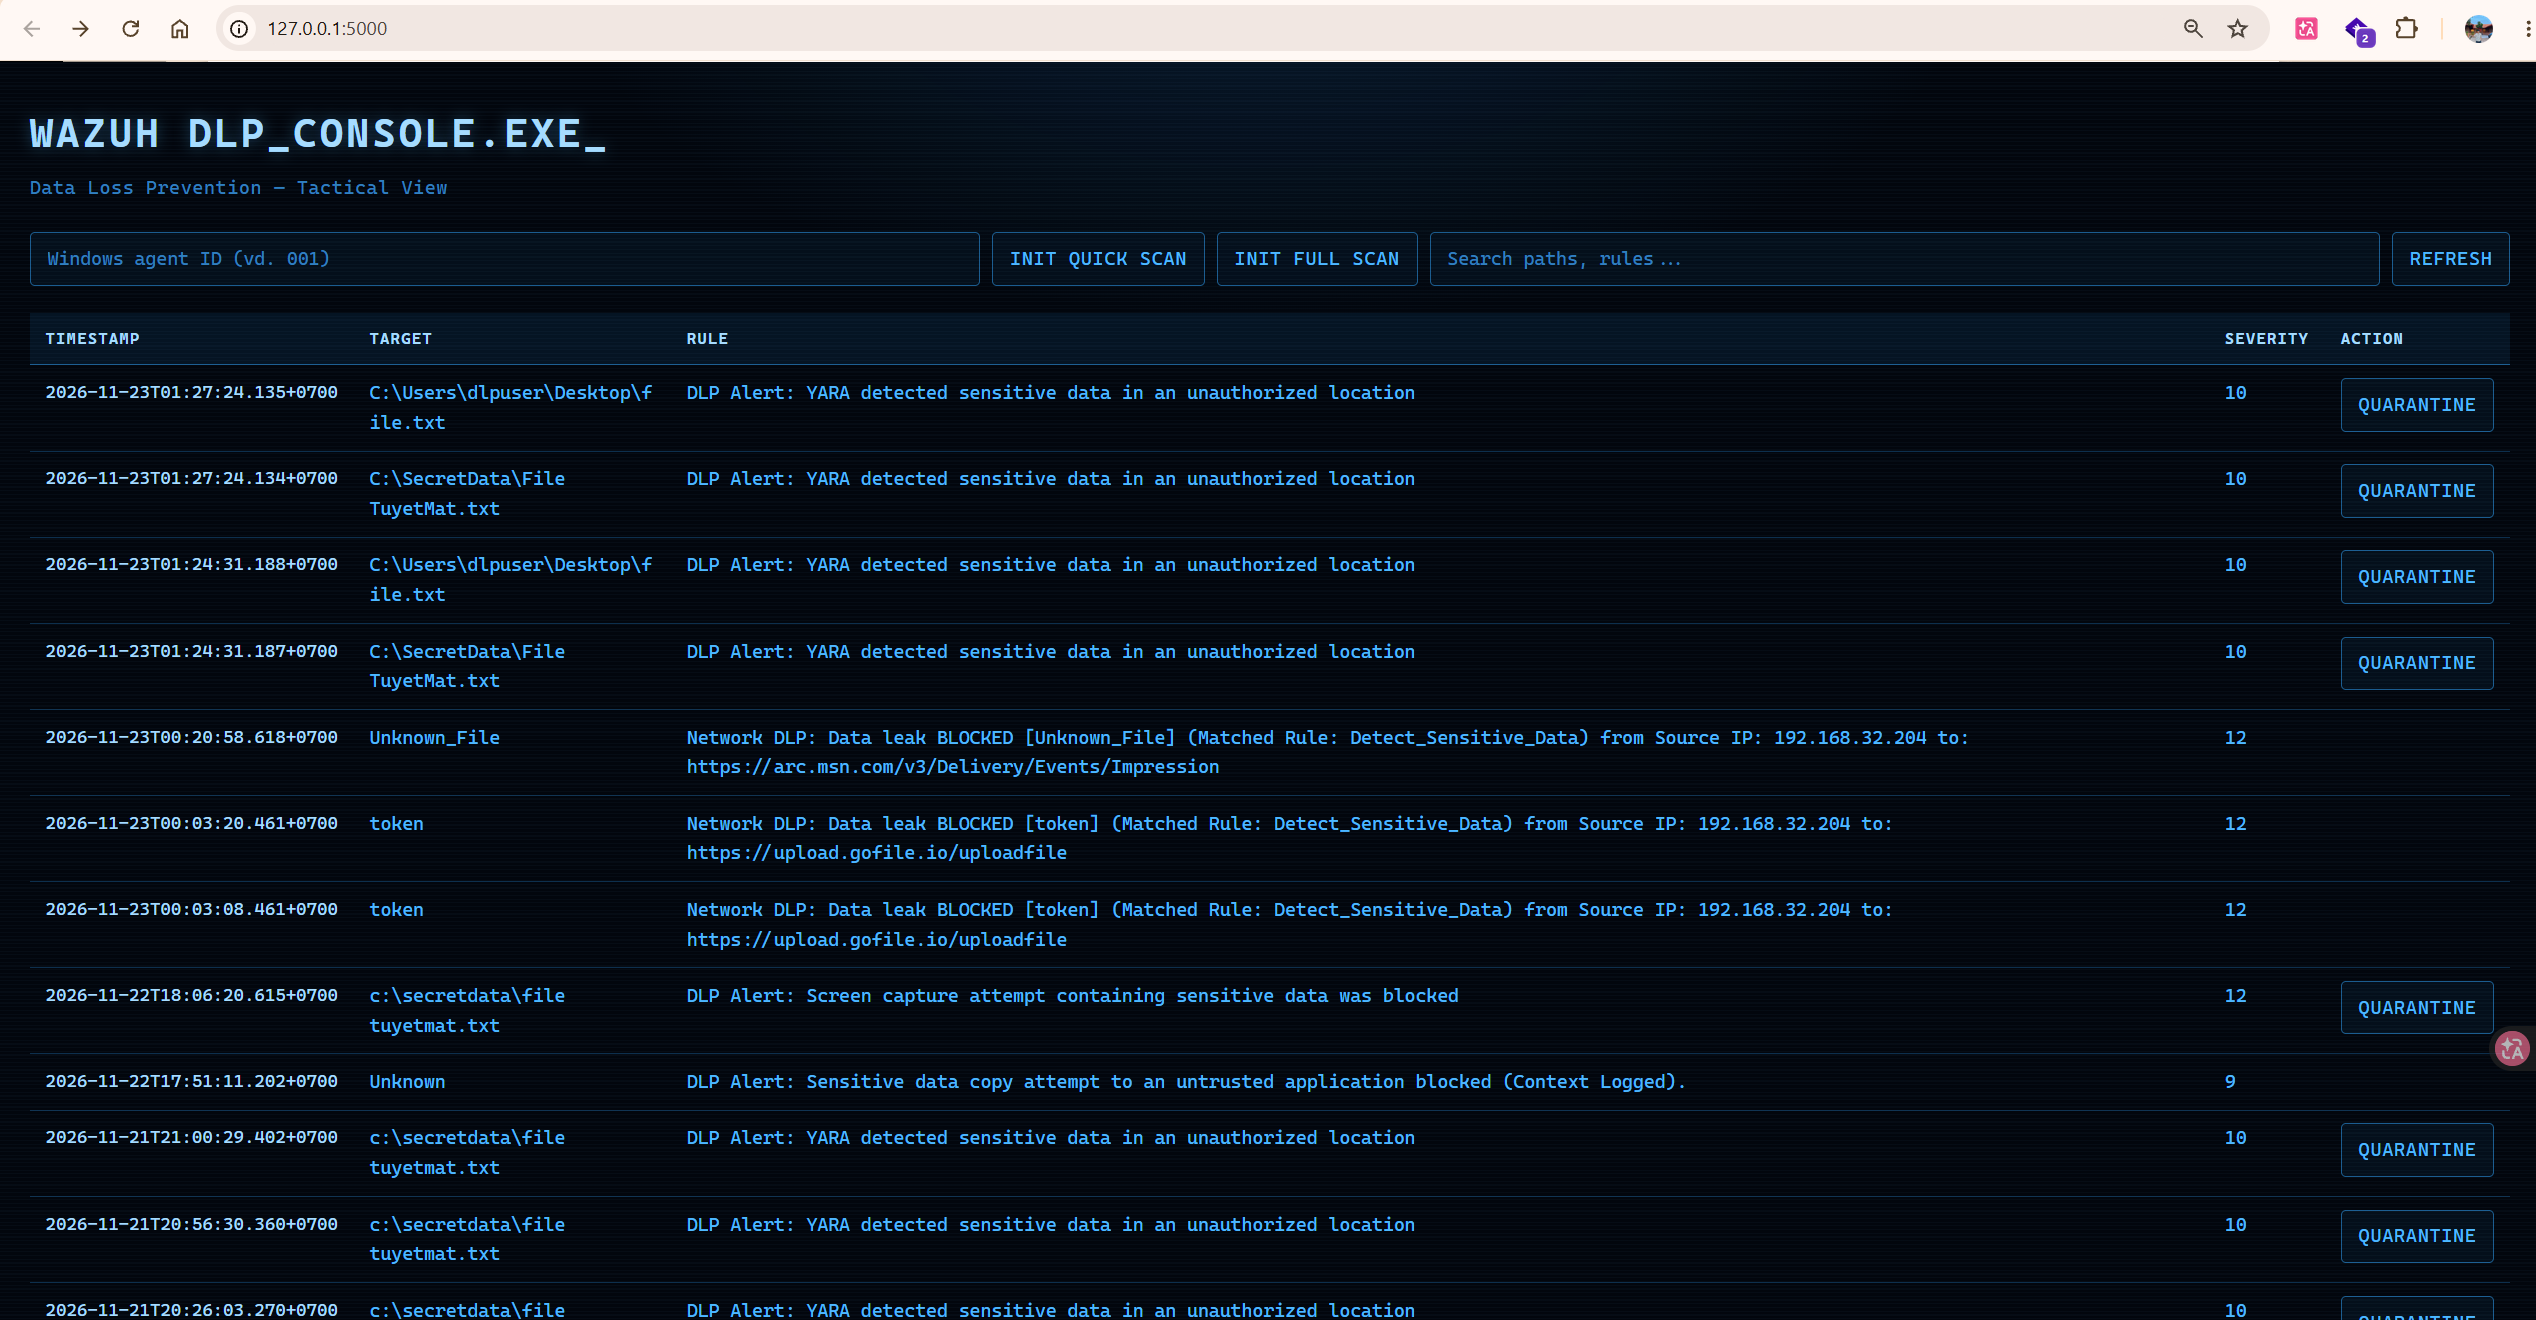 127.0.0.1:5000
2
WAZUH DLP_CONSOLE.EXE_
Data Loss Prevention — Tactical View
Windows agent ID (vd. 001)
INIT QUICK SCAN
INIT FULL SCAN
Search paths, rules...
REFRESH
TIMESTAMP TARGET RULE SEVERITY ACTION
2026-11-23T01:27:24.135+0700 C:\Users\dlpuser\Desktop\f DLP Alert: YARA detected sensitive data in an unauthorized location 10 QUARANTINE
ile.txt
2026-11-23T01:27:24.134+0700 C:\SecretData\File DLP Alert: YARA detected sensitive data in an unauthorized location 10 QUARANTINE
TuyetMat.txt
2026-11-23T01:24:31.188+0700 C:\Users\dlpuser\Desktop\f DLP Alert: YARA detected sensitive data in an unauthorized location 10 QUARANTINE
ile.txt
2026-11-23T01:24:31.187+0700 C:\SecretData\File DLP Alert: YARA detected sensitive data in an unauthorized location 10 QUARANTINE
TuyetMat.txt
2026-11-23T00:20:58.618+0700 Unknown_File Network DLP: Data leak BLOCKED [Unknown_File] (Matched Rule: Detect_Sensitive_Data) from Source IP: 192.168.32.204 to: 12
https://arc.msn.com/v3/Delivery/Events/Impression
2026-11-23T00:03:20.461+0700 token Network DLP: Data leak BLOCKED [token] (Matched Rule: Detect_Sensitive_Data) from Source IP: 192.168.32.204 to: 12
https://upload.gofile.io/uploadfile
2026-11-23T00:03:08.461+0700 token Network DLP: Data leak BLOCKED [token] (Matched Rule: Detect_Sensitive_Data) from Source IP: 192.168.32.204 to: 12
https://upload.gofile.io/uploadfile
2026-11-22T18:06:20.615+0700 c:\secretdata\file DLP Alert: Screen capture attempt containing sensitive data was blocked 12 QUARANTINE
tuyetmat.txt
2026-11-22T17:51:11.202+0700 Unknown DLP Alert: Sensitive data copy attempt to an untrusted application blocked (Context Logged). 9
2026-11-21T21:00:29.402+0700 c:\secretdata\file DLP Alert: YARA detected sensitive data in an unauthorized location 10 QUARANTINE
tuyetmat.txt
2026-11-21T20:56:30.360+0700 c:\secretdata\file DLP Alert: YARA detected sensitive data in an unauthorized location 10 QUARANTINE
tuyetmat.txt
2026-11-21T20:26:03.270+0700 c:\secretdata\file DLP Alert: YARA detected sensitive data in an unauthorized location 10 QUARANTINE